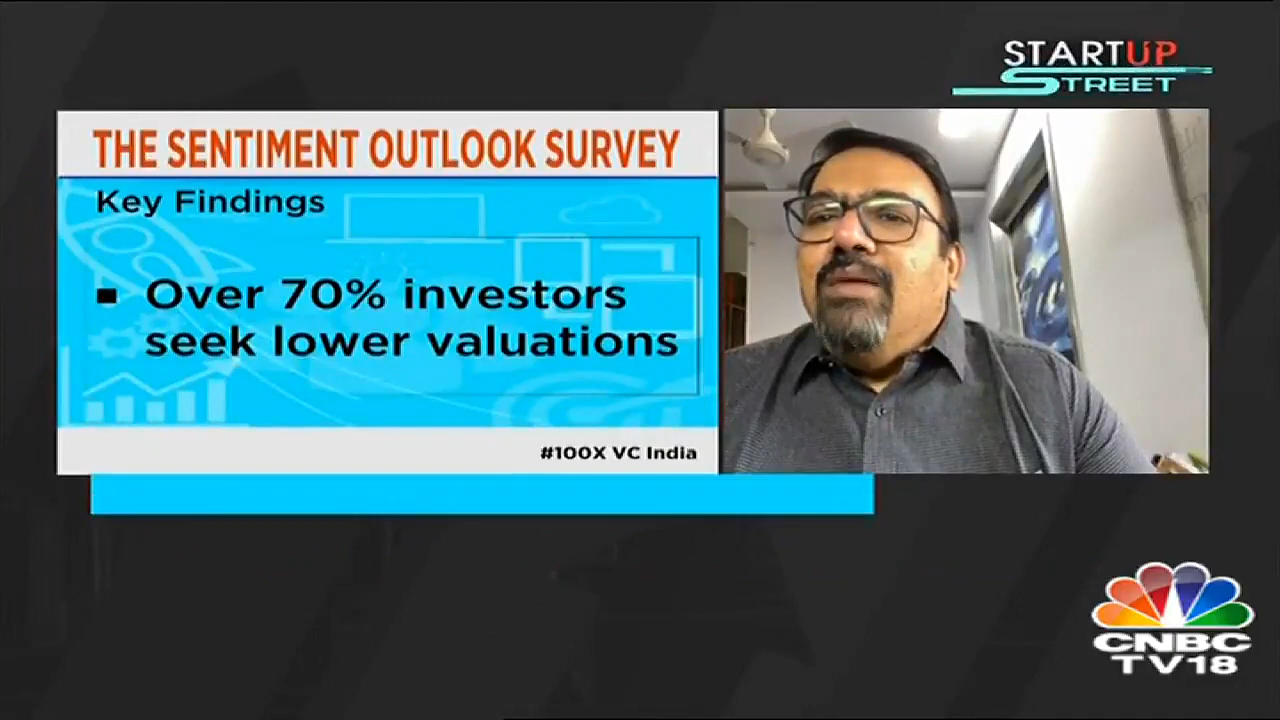 STARTUP
STREET
THE SENTIMENT OUTLOOK SURVEY
Key Findings
Over 70% investors
seek lower valuations
#100X VC India
CNBC
TV18